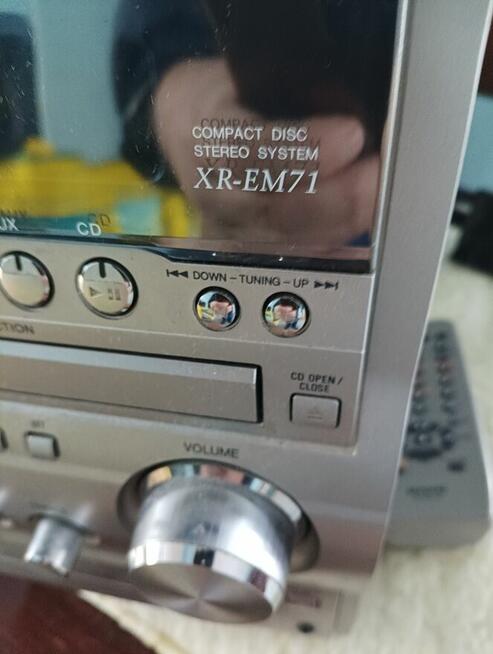 COMPACT DISC
STEREO SYSTEM
XR-EM71
UX
CD
⏮ DOWN – TUNING – UP ⏭
CTION
CD OPEN/
CLOSE
VOLUME